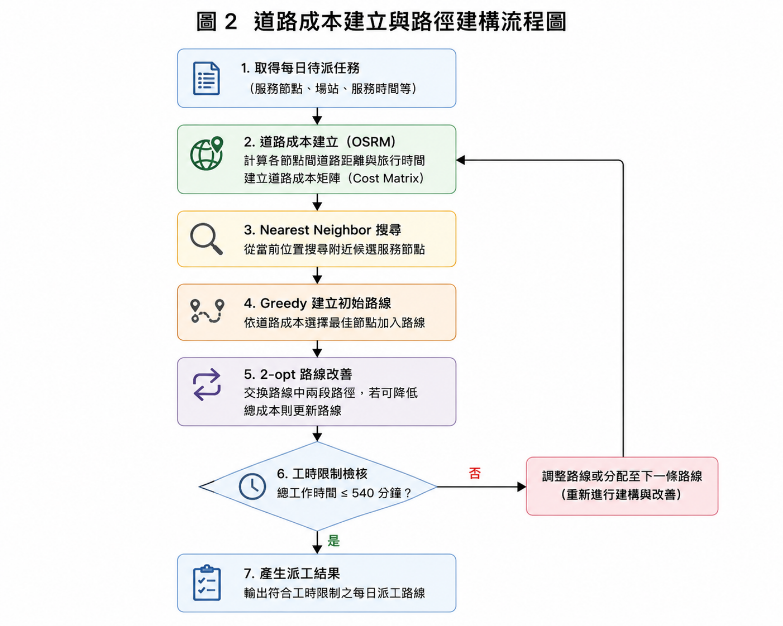 圖 2 道路成本建立與路徑建構流程圖
1. 取得每日待派任務
（服務節點、場站、服務時間等）
2. 道路成本建立（OSRM）
計算各節點間道路距離與旅行時間
建立道路成本矩陣（Cost Matrix）
3. Nearest Neighbor 搜尋
從當前位置搜尋附近候選服務節點
4. Greedy 建立初始路線
依道路成本選擇最佳節點加入路線
5. 2-opt 路線改善
交換路線中兩段路徑，若可降低
總成本則更新路線
6. 工時限制檢核
總工作時間 ≤ 540 分鐘？
否
調整路線或分配至下一條路線
（重新進行建構與改善）
是
7. 產生派工結果
輸出符合工時限制之每日派工路線